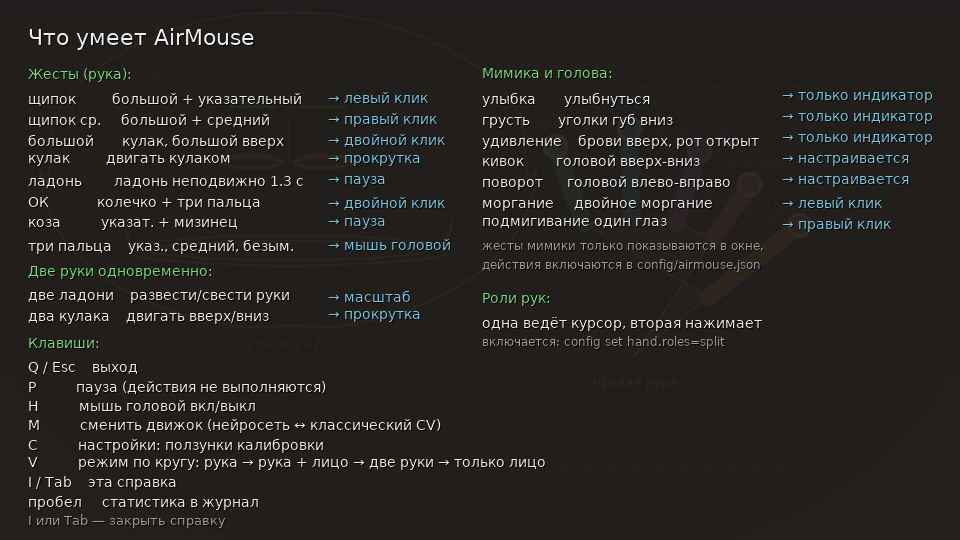 Что умеет AirMouse
Жесты (рука):
щипок большой + указательный → левый клик
щипок ср. большой + средний → правый клик
большой кулак, большой вверх → двойной клик
кулак двигать кулаком → прокрутка
ладонь ладонь неподвижно 1.3 с → пауза
ОК колечко + три пальца → двойной клик
коза указат. + мизинец → пауза
три пальца указ., средний, безым. → мышь головой
Две руки одновременно:
две ладони развести/свести руки → масштаб
два кулака двигать вверх/вниз → прокрутка
Клавиши:
Q / Esc выход
P пауза (действия не выполняются)
H мышь головой вкл/выкл
M сменить движок (нейросеть ↔ классический CV)
C настройки: ползунки калибровки
V режим по кругу: рука → рука + лицо → две руки → только лицо
I / Tab эта справка
пробел статистика в журнал
I или Tab — закрыть справку
Мимика и голова:
улыбка улыбнуться → только индикатор
грусть уголки губ вниз → только индикатор
удивление брови вверх, рот открыт → только индикатор
кивок головой вверх-вниз → настраивается
поворот головой влево-вправо → настраивается
моргание двойное моргание → левый клик
подмигивание один глаз → правый клик
жесты мимики только показываются в окне,
действия включаются в config/airmouse.json
Роли рук:
одна ведёт курсор, вторая нажимает
включается: config set hand.roles=split
улыбка 62%
правая рука